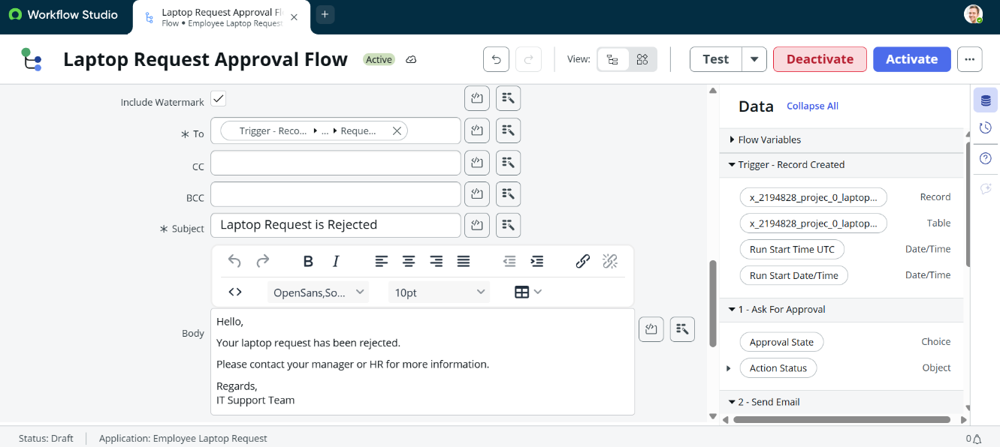 Workflow Studio
Laptop Request Approval Fl
Flow • Employee Laptop Request
Laptop Request Approval Flow
Active
View:
Test
Deactivate
Activate
Include Watermark
* To
Trigger - Reco... ... Reque...
CC
BCC
* Subject
Laptop Request is Rejected
B I
OpenSans,So...
10pt
Body
Hello,
Your laptop request has been rejected.
Please contact your manager or HR for more information.
Regards,
IT Support Team
Data
Collapse All
Flow Variables
Trigger - Record Created
x_2194828_projec_0_laptop... Record
x_2194828_projec_0_laptop... Table
Run Start Time UTC Date/Time
Run Start Date/Time Date/Time
1 - Ask For Approval
Approval State Choice
Action Status Object
2 - Send Email
Status: Draft
Application: Employee Laptop Request
0